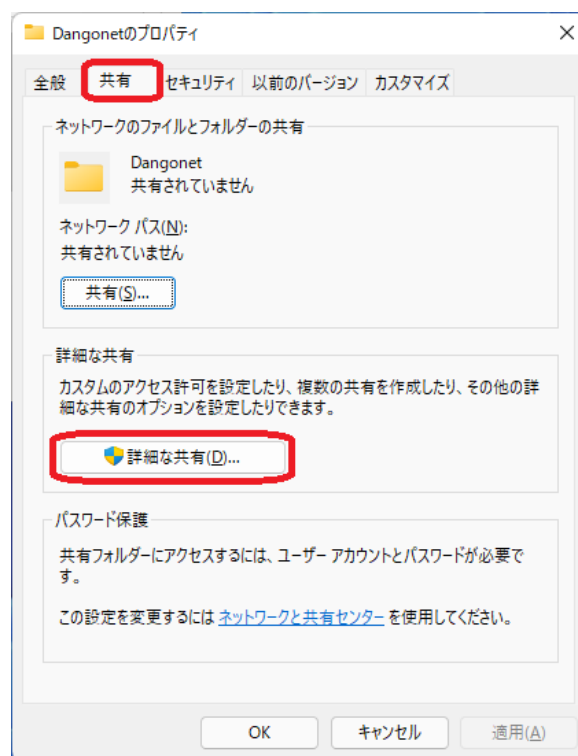 Dangonetのプロパティ
全般 共有 セキュリティ 以前のバージョン カスタマイズ
ネットワークのファイルとフォルダーの共有
Dangonet
共有されていません
ネットワーク パス(N):
共有されていません
共有(S)...
詳細な共有
カスタムのアクセス許可を設定したり、複数の共有を作成したり、その他の詳
細な共有のオプションを設定したりできます。
詳細な共有(D)...
パスワード保護
共有フォルダーにアクセスするには、ユーザー アカウントとパスワードが必要で
す。
この設定を変更するには ネットワークと共有センター を使用してください。
OK キャンセル 適用(A)